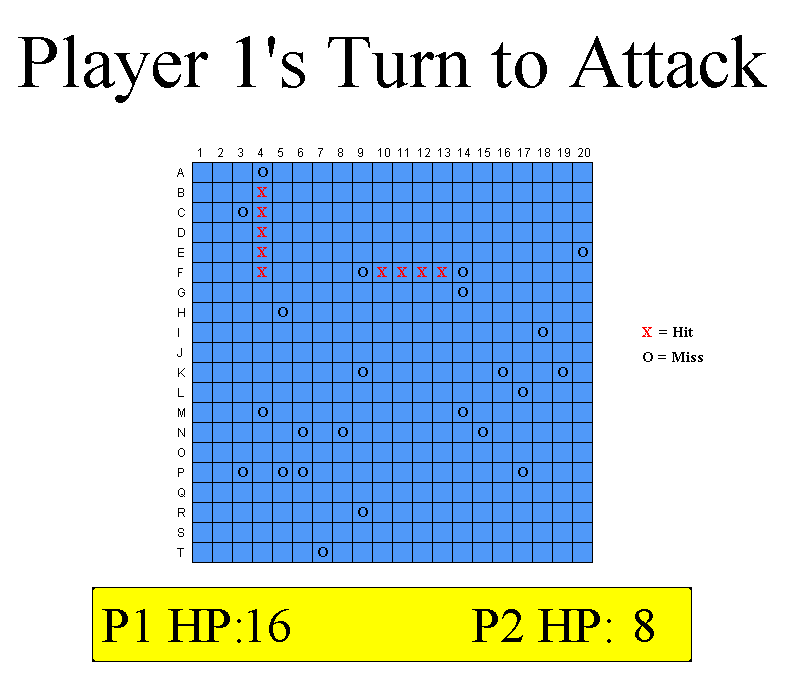 Player 1's Turn to Attack
1 2 3 4 5 6 7 8 9 10 11 12 13 14 15 16 17 18 19 20
A O
B X
C O X
D X
E X O
F X O X X X X O
G O
H O
I O
J
K O O O
L O
M O O
N O O O
O
P O O O O
Q
R O
S
T O
X = Hit
O = Miss
P1 HP:16 P2 HP: 8